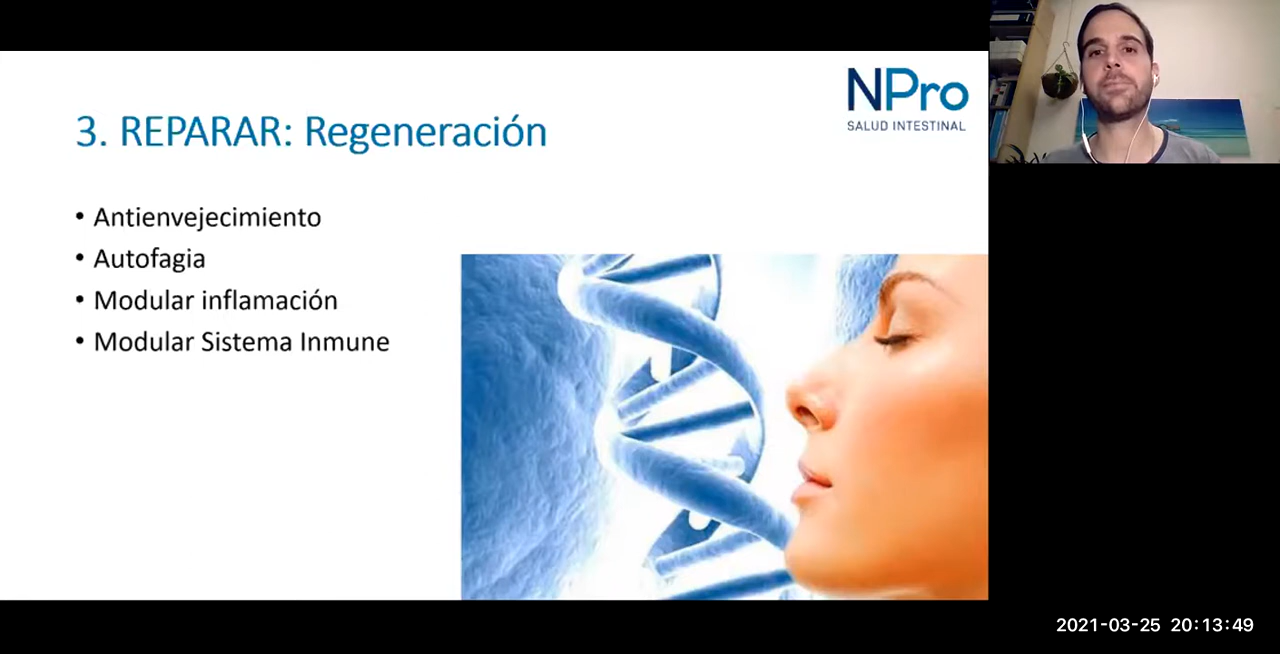 NPro
SALUD INTESTINAL
3. REPARAR: Regeneración
• Antienvejecimiento
• Autofagia
• Modular inflamación
• Modular Sistema Inmune
2021-03-25 20:13:49